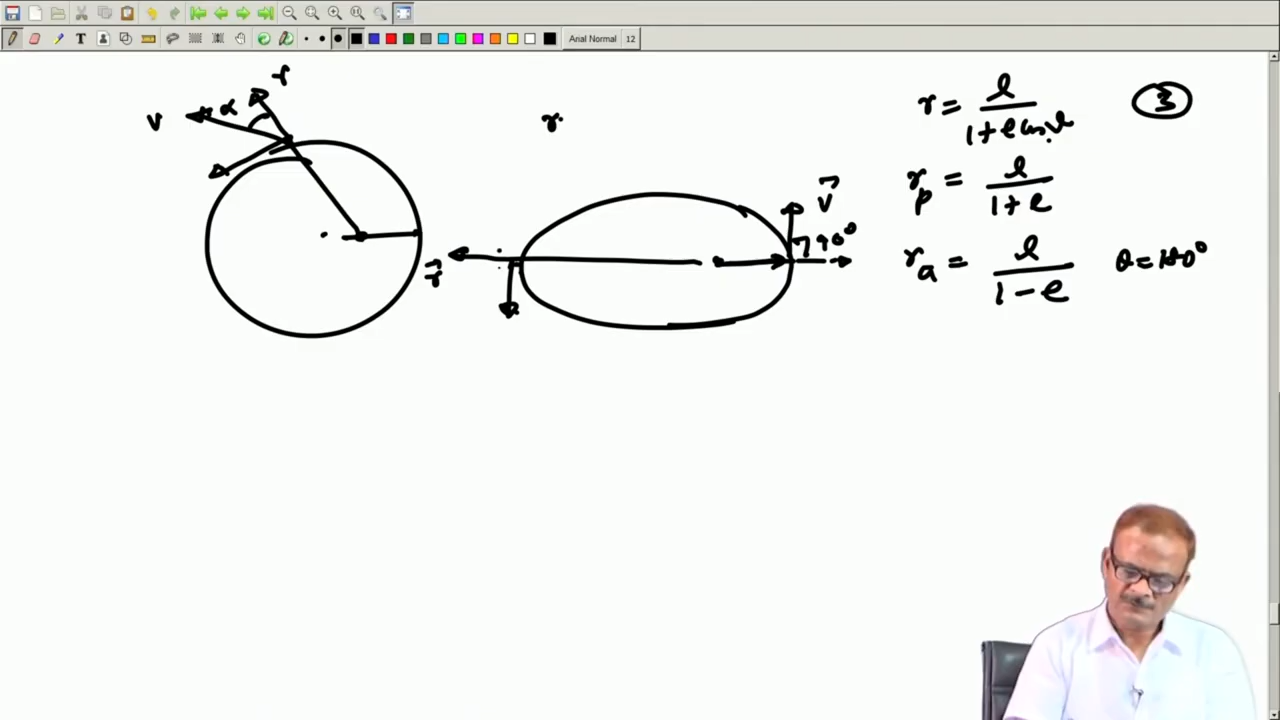 Arial Normal 12
r
v α
r
r = l / 1 + e cos θ
3
r_p = l / 1 + e
v⃗
90°
r⃗
r_a = l / 1 − e θ = 180°